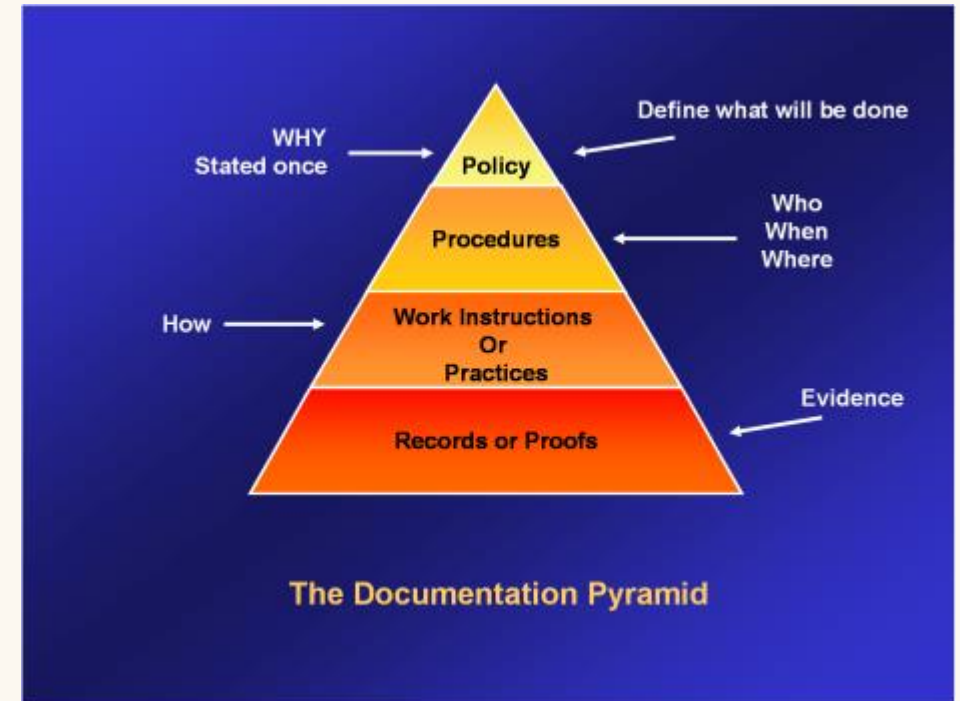 Define what will be done
WHY
Stated once
Policy
Who
When
Where
Procedures
How
Work Instructions
Or
Practices
Evidence
Records or Proofs
The Documentation Pyramid